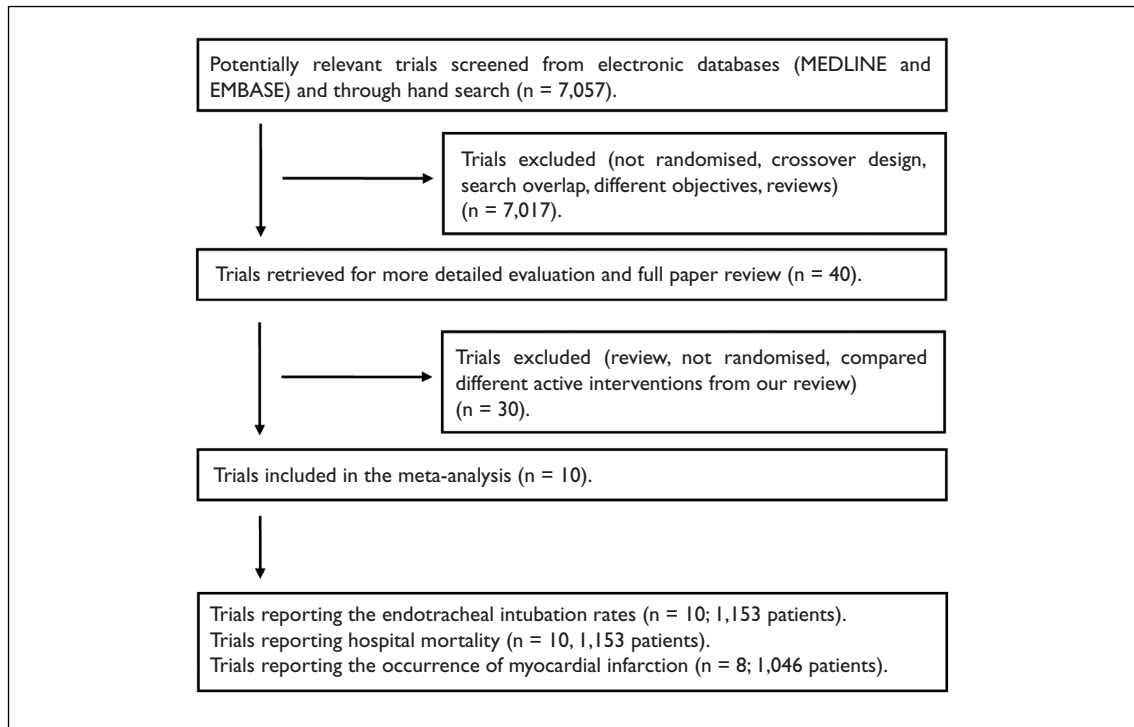 Potentially relevant trials screened from electronic databases (MEDLINE and
EMBASE) and through hand search (n = 7,057).
Trials excluded (not randomised, crossover design,
search overlap, different objectives, reviews)
(n = 7,017).
Trials retrieved for more detailed evaluation and full paper review (n = 40).
Trials excluded (review, not randomised, compared
different active interventions from our review)
(n = 30).
Trials included in the meta-analysis (n = 10).
Trials reporting the endotracheal intubation rates (n = 10; 1,153 patients).
Trials reporting hospital mortality (n = 10, 1,153 patients).
Trials reporting the occurrence of myocardial infarction (n = 8; 1,046 patients).